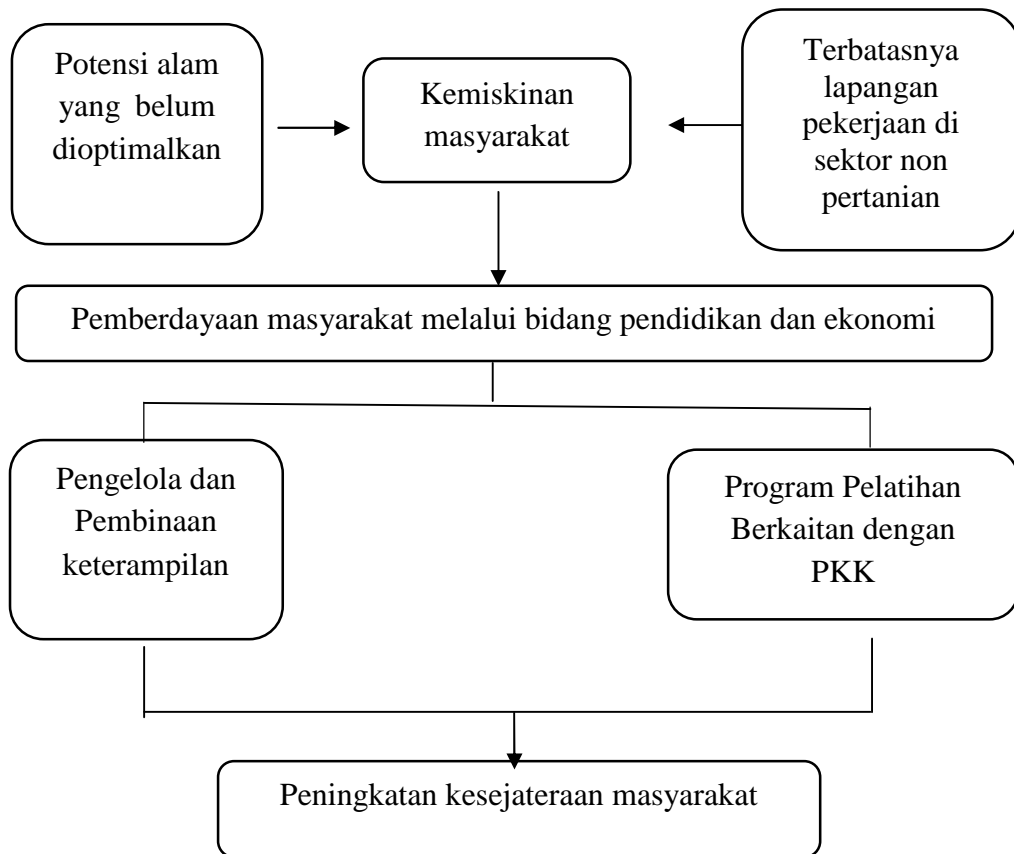 Potensi alam
yang belum
dioptimalkan
Kemiskinan
masyarakat
Terbatasnya
lapangan
pekerjaan di
sektor non
pertanian
Pemberdayaan masyarakat melalui bidang pendidikan dan ekonomi
Pengelola dan
Pembinaan
keterampilan
Program Pelatihan
Berkaitan dengan
PKK
Peningkatan kesejateraan masyarakat